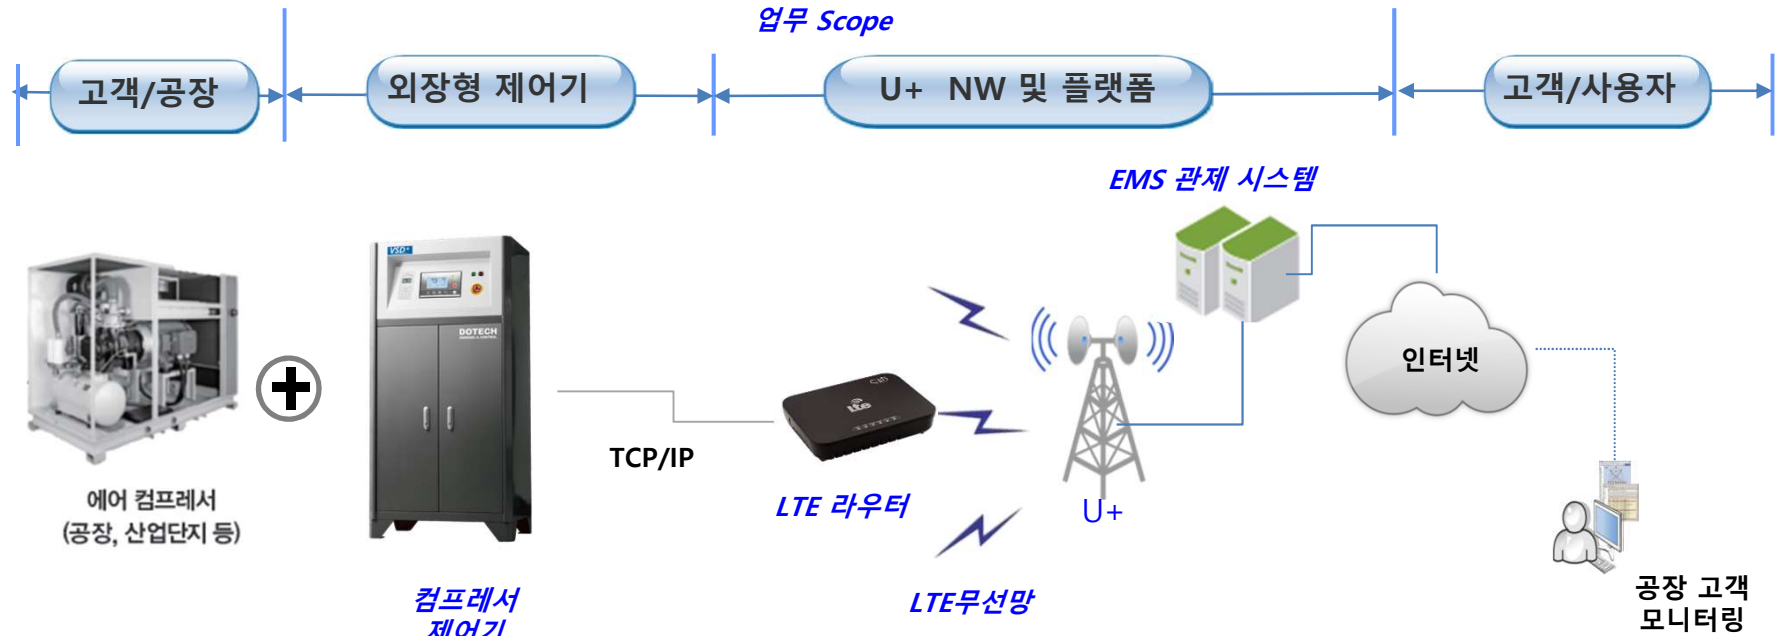 업무 Scope
고객/공장
외장형 제어기
U+ NW 및 플랫폼
고객/사용자
EMS 관제 시스템
VSD+
DOTECH
Lte
인터넷
TCP/IP
LTE 라우터
U+
에어 컴프레서
(공장, 산업단지 등)
컴프레서
제어기
LTE무선망
공장 고객
모니터링